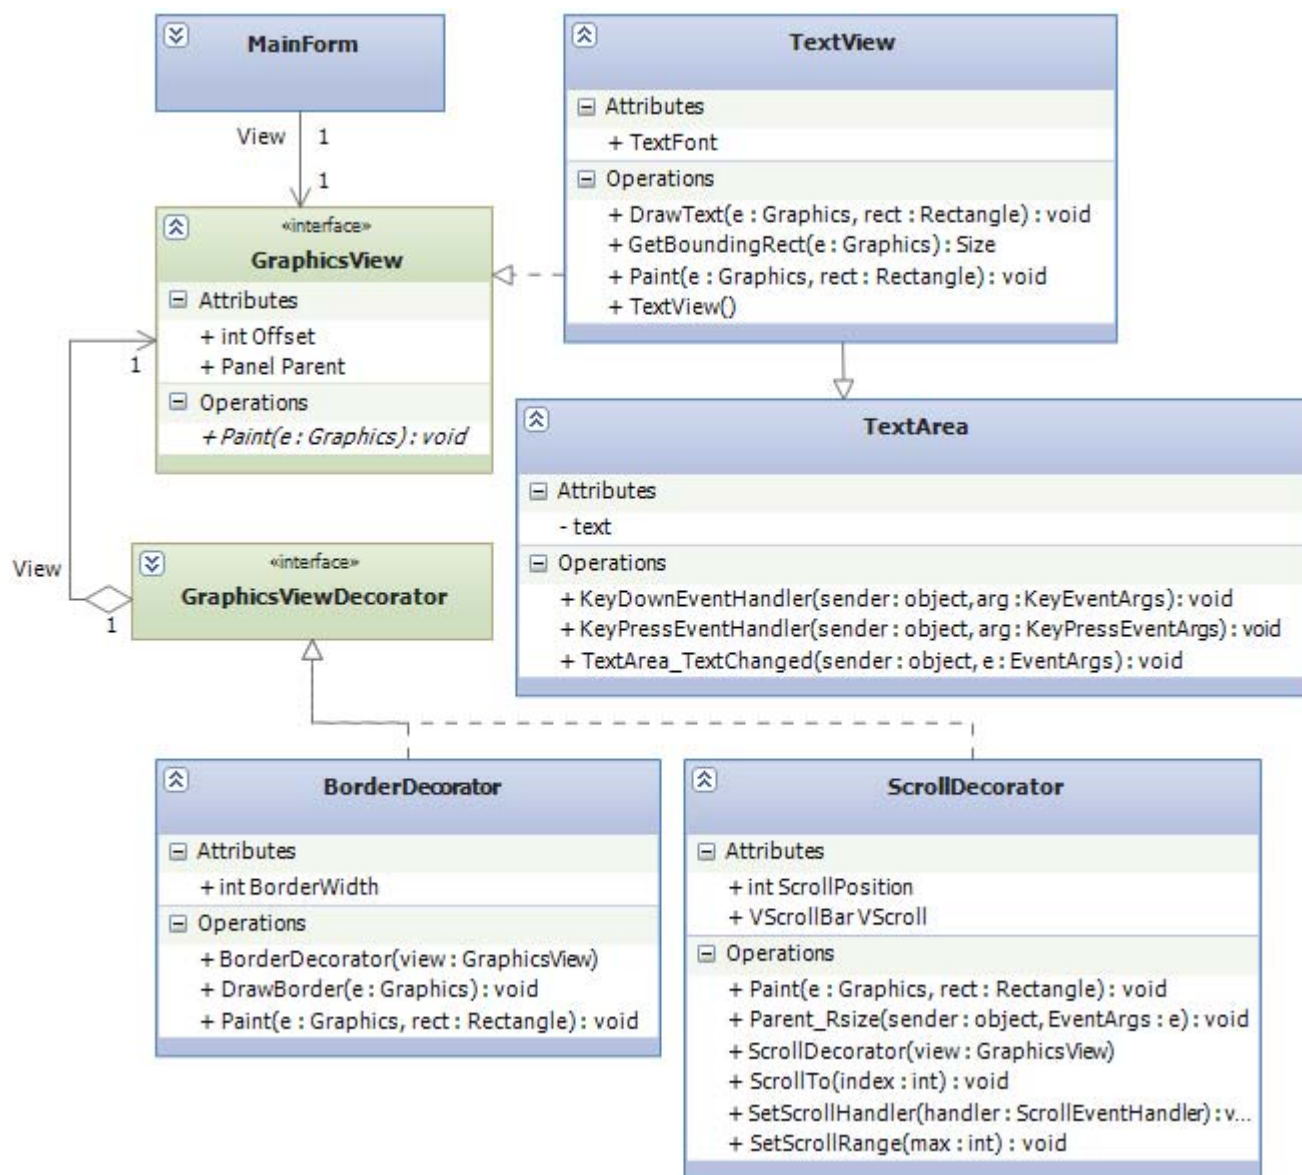 MainForm
View
1
1
«interface»
GraphicsView
Attributes
+ int Offset
+ Panel Parent
Operations
+ Paint(e : Graphics) : void
1
View
1
«interface»
GraphicsViewDecorator
TextView
Attributes
+ TextFont
Operations
+ DrawText(e : Graphics, rect : Rectangle) : void
+ GetBoundingRect(e : Graphics) : Size
+ Paint(e : Graphics, rect : Rectangle) : void
+ TextView()
TextArea
Attributes
- text
Operations
+ KeyDownEventHandler(sender : object, arg : KeyEventArgs) : void
+ KeyPressEventHandler(sender : object, arg : KeyPressEventArgs) : void
+ TextArea_TextChanged(sender : object, e : EventArgs) : void
BorderDecorator
Attributes
+ int BorderWidth
Operations
+ BorderDecorator(view : GraphicsView)
+ DrawBorder(e : Graphics) : void
+ Paint(e : Graphics, rect : Rectangle) : void
ScrollDecorator
Attributes
+ int ScrollPosition
+ VScrollBar VScroll
Operations
+ Paint(e : Graphics, rect : Rectangle) : void
+ Parent_Rsize(sender : object, EventArgs : e) : void
+ ScrollDecorator(view : GraphicsView)
+ ScrollTo(index : int) : void
+ SetScrollHandler(handler : ScrollEventHandler) : v...
+ SetScrollRange(max : int) : void